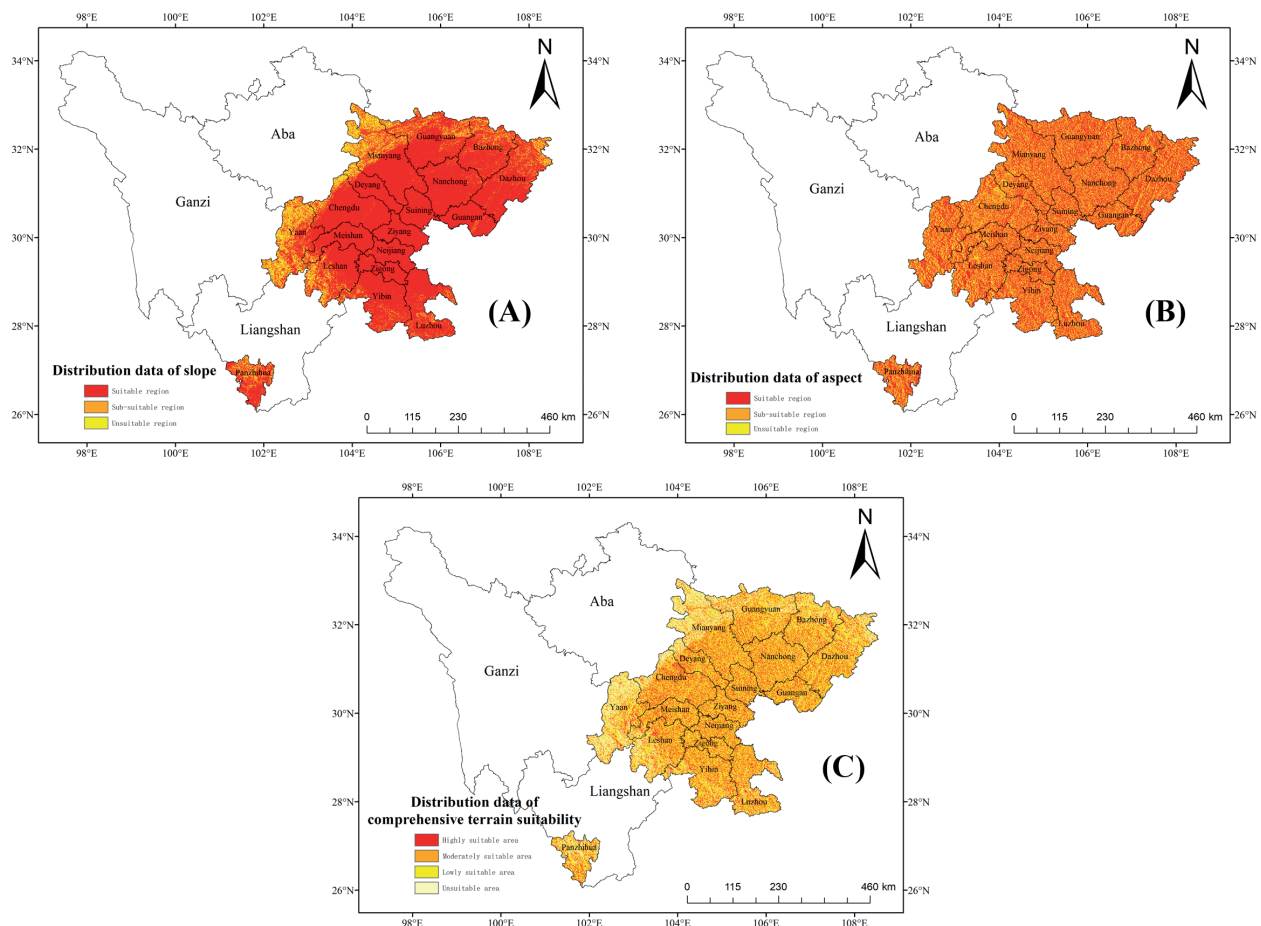 98°E 100°E 102°E 104°E 106°E 108°E
34°N 34°N
32°N 32°N
30°N 30°N
28°N 28°N
26°N 26°N
N
Aba
Ganzi
Liangshan
Guangyuan
Bazhong
Mianyang
Deyang
Nanchong
Dazhou
Chengdu
Suining
Guangan
Yaan
Meishan
Ziyang
Neijiang
Leshan
Zigong
Yibin
Luzhou
Panzhihua
(A)
Distribution data of slope
Suitable region
Sub-suitable region
Unsuitable region
0 115 230 460 km
98°E 100°E 102°E 104°E 106°E 108°E
98°E 100°E 102°E 104°E 106°E 108°E
34°N 34°N
32°N 32°N
30°N 30°N
28°N 28°N
26°N 26°N
N
Aba
Ganzi
Liangshan
Guangyuan
Bazhong
Mianyang
Deyang
Nanchong
Dazhou
Chengdu
Suining
Guangan
Yaan
Meishan
Ziyang
Neijiang
Leshan
Zigong
Yibin
Luzhou
Panzhihua
(B)
Distribution data of aspect
Suitable region
Sub-suitable region
Unsuitable region
0 115 230 460 km
98°E 100°E 102°E 104°E 106°E 108°E
98°E 100°E 102°E 104°E 106°E 108°E
34°N 34°N
32°N 32°N
30°N 30°N
28°N 28°N
26°N 26°N
N
Aba
Ganzi
Liangshan
Guangyuan
Bazhong
Mianyang
Deyang
Nanchong
Dazhou
Chengdu
Suining
Guangan
Yaan
Meishan
Ziyang
Neijiang
Leshan
Zigong
Yibin
Luzhou
Panzhihua
(C)
Distribution data of
comprehensive terrain suitability
Highly suitable area
Moderately suitable area
Lowly suitable area
Unsuitable area
0 115 230 460 km
98°E 100°E 102°E 104°E 106°E 108°E